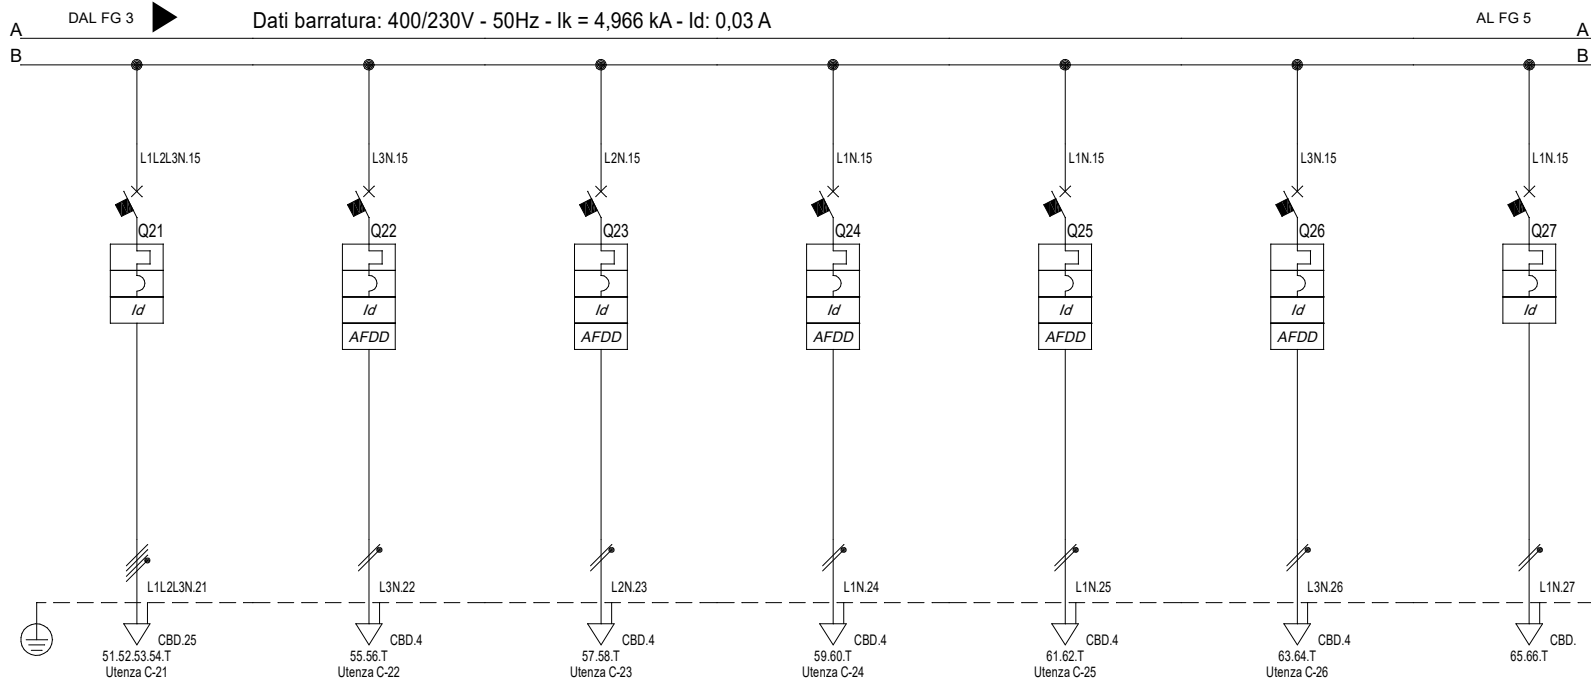 DAL FG 3
Dati barratura: 400/230V - 50Hz - Ik = 4,966 kA - Id: 0,03 A
AL FG 5
A
A
B
B
L1L2L3N.15
L3N.15
L2N.15
L1N.15
L1N.15
L3N.15
L1N.15
Q21
Q22
Q23
Q24
Q25
Q26
Q27
Id
Id
Id
Id
Id
Id
Id
AFDD
AFDD
AFDD
AFDD
AFDD
L1L2L3N.21
L3N.22
L2N.23
L1N.24
L1N.25
L3N.26
L1N.27
CBD.25
CBD.4
CBD.4
CBD.4
CBD.4
CBD.4
CBD.
51.52.53.54.T
55.56.T
57.58.T
59.60.T
61.62.T
63.64.T
65.66.T
Utenza C-21
Utenza C-22
Utenza C-23
Utenza C-24
Utenza C-25
Utenza C-26